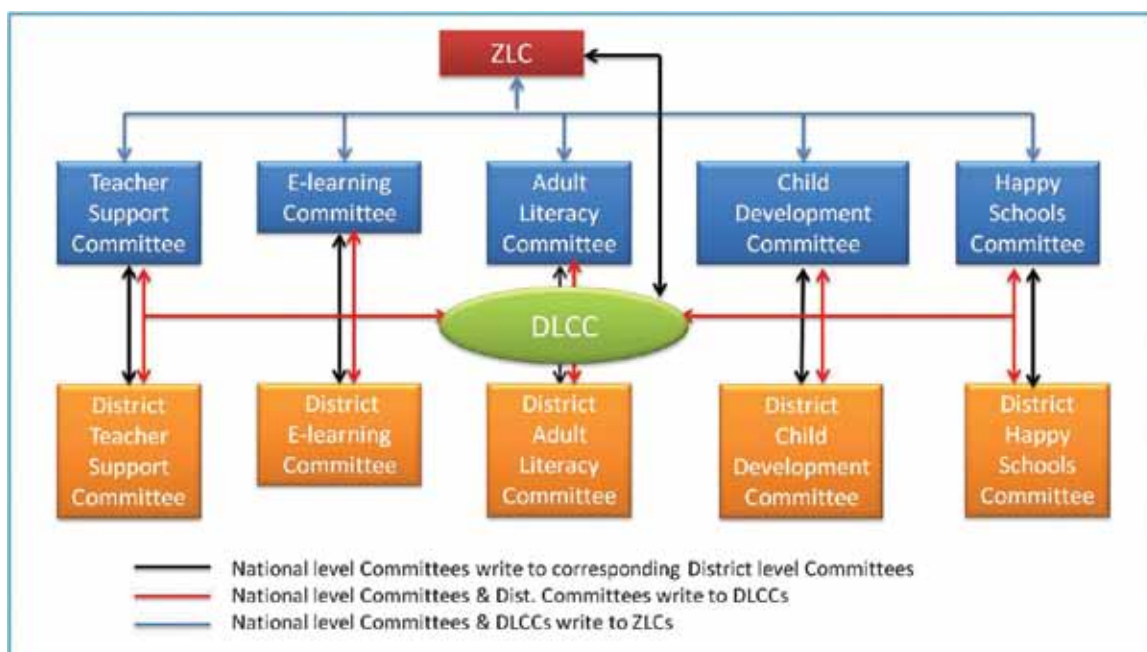 ZLC
Teacher
Support
Committee
E-learning
Committee
Adult
Literacy
Committee
Child
Development
Committee
Happy
Schools
Committee
DLCC
District
Teacher
Support
Committee
District
E-learning
Committee
District
Adult
Literacy
Committee
District
Child
Development
Committee
District
Happy
Schools
Committee
National level Committees write to corresponding District level Committees
National level Committees & Dist. Committees write to DLCCs
National level Committees & DLCCs write to ZLCs